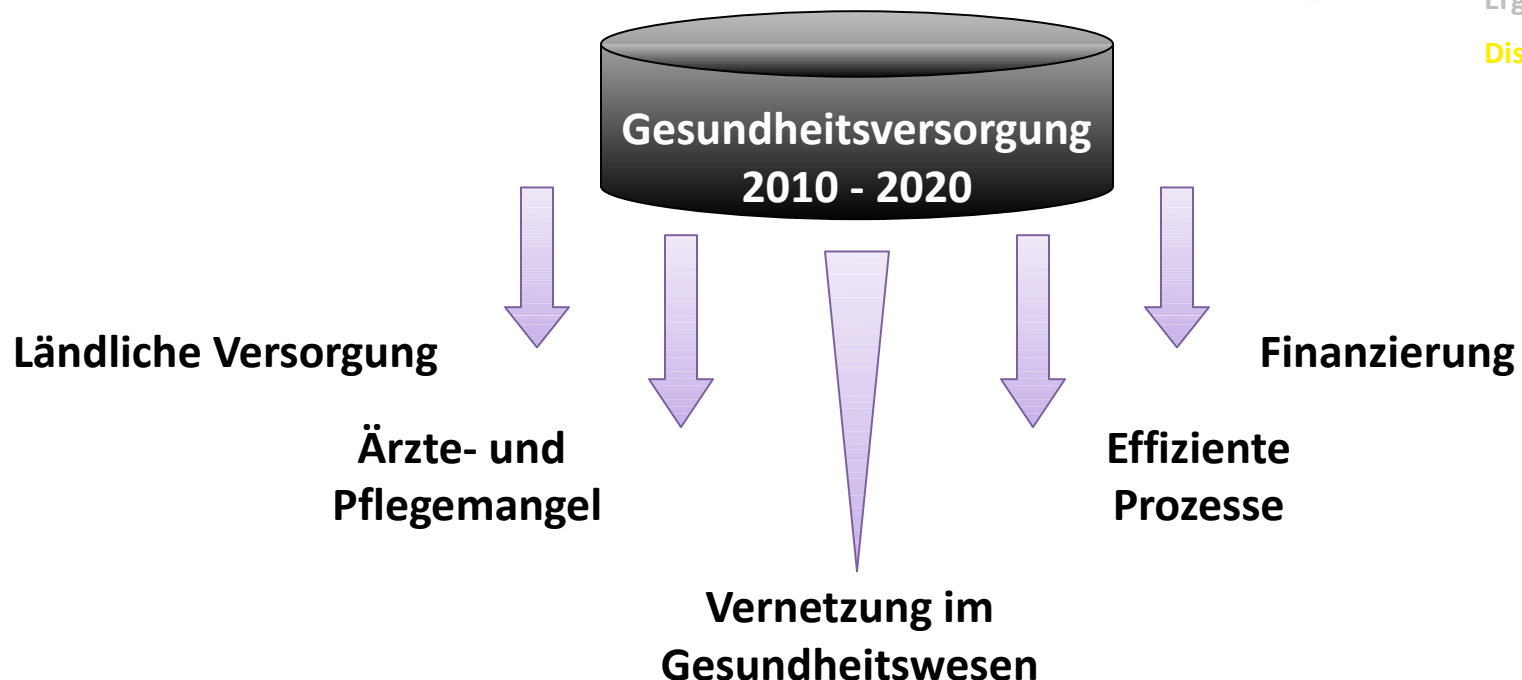 Gesundheitsversorgung
2010 - 2020
Ländliche Versorgung
Finanzierung
Ärzte- und
Pflegemangel
Effiziente
Prozesse
Vernetzung im
Gesundheitswesen